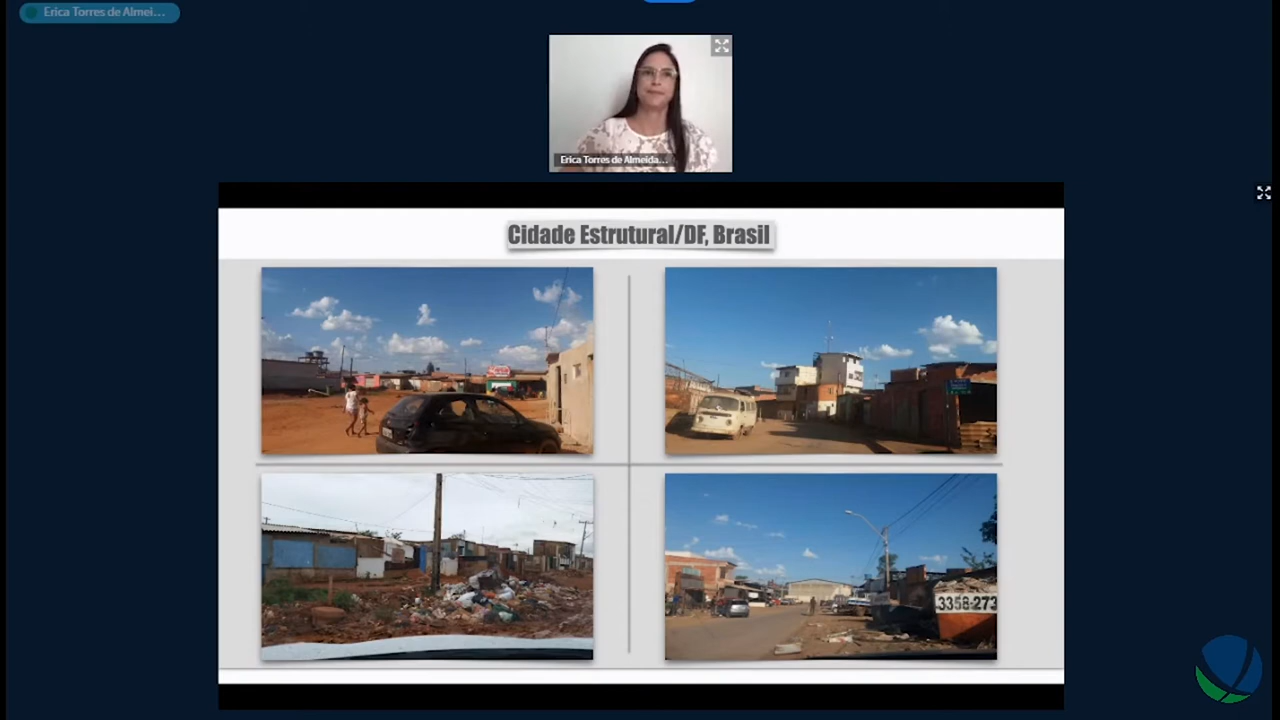 Erica Torres de Almei...
Erica Torres de Almeida...
Cidade Estrutural/DF, Brasil
3358-273